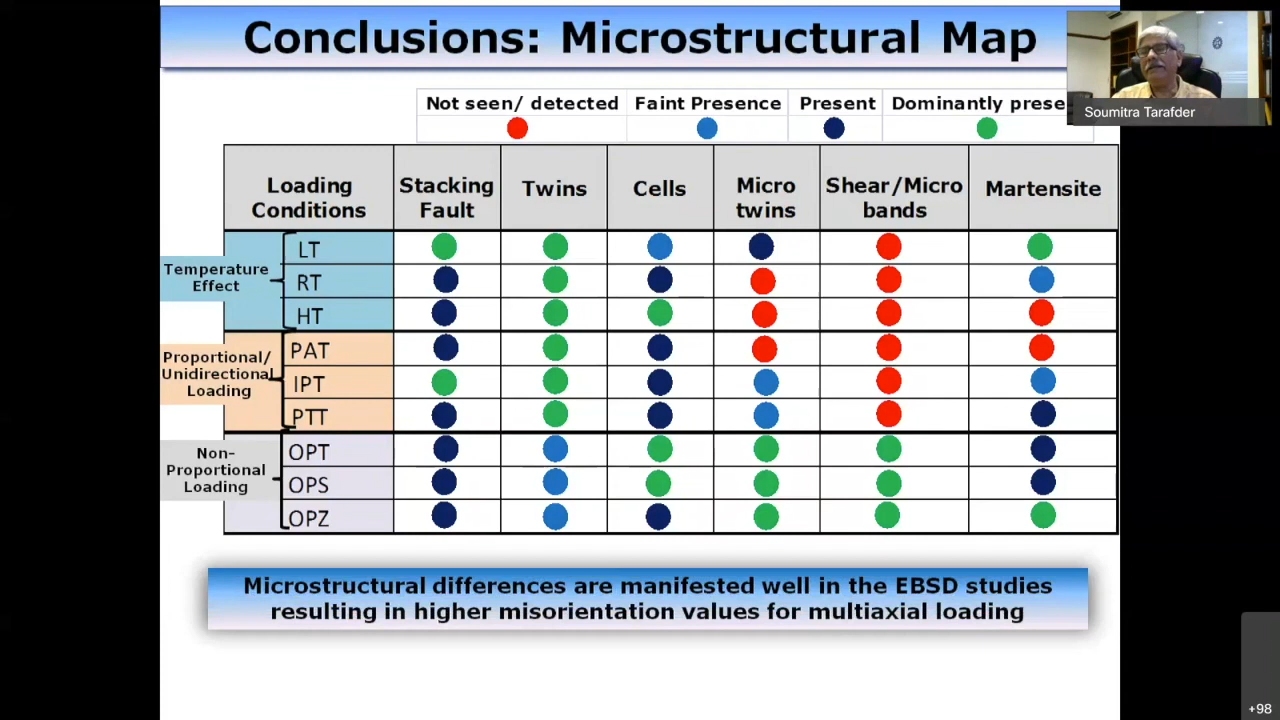 Conclusions: Microstructural Map
Soumitra Tarafder
Not seen/ detected Faint Presence Present Dominantly prese
Loading Conditions Stacking Fault Twins Cells Micro twins Shear/Micro bands Martensite
Temperature Effect
LT
RT
HT
Proportional/ Unidirectional Loading
PAT
IPT
PTT
Non- Proportional Loading
OPT
OPS
OPZ
Microstructural differences are manifested well in the EBSD studies
resulting in higher misorientation values for multiaxial loading
+98